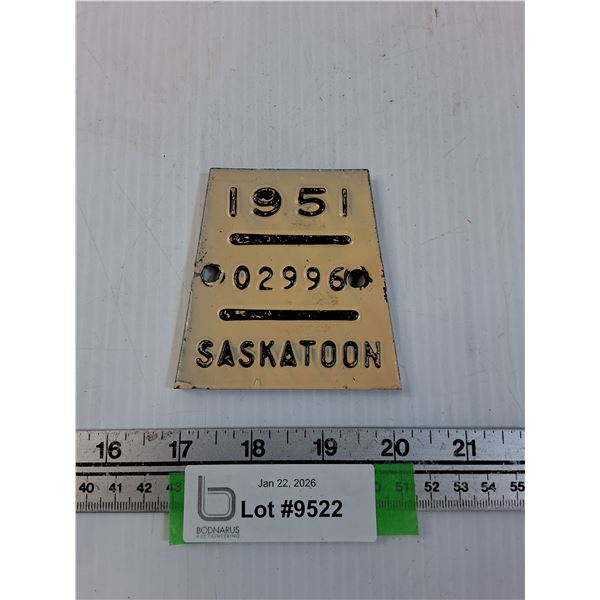 1951
02996
SASKATOON
16 17 18 19 20 21
40 41 42 43 51 52 53 54 55
Jan 22, 2026
Lot #9522
BODNARUS
AUCTIONEERING